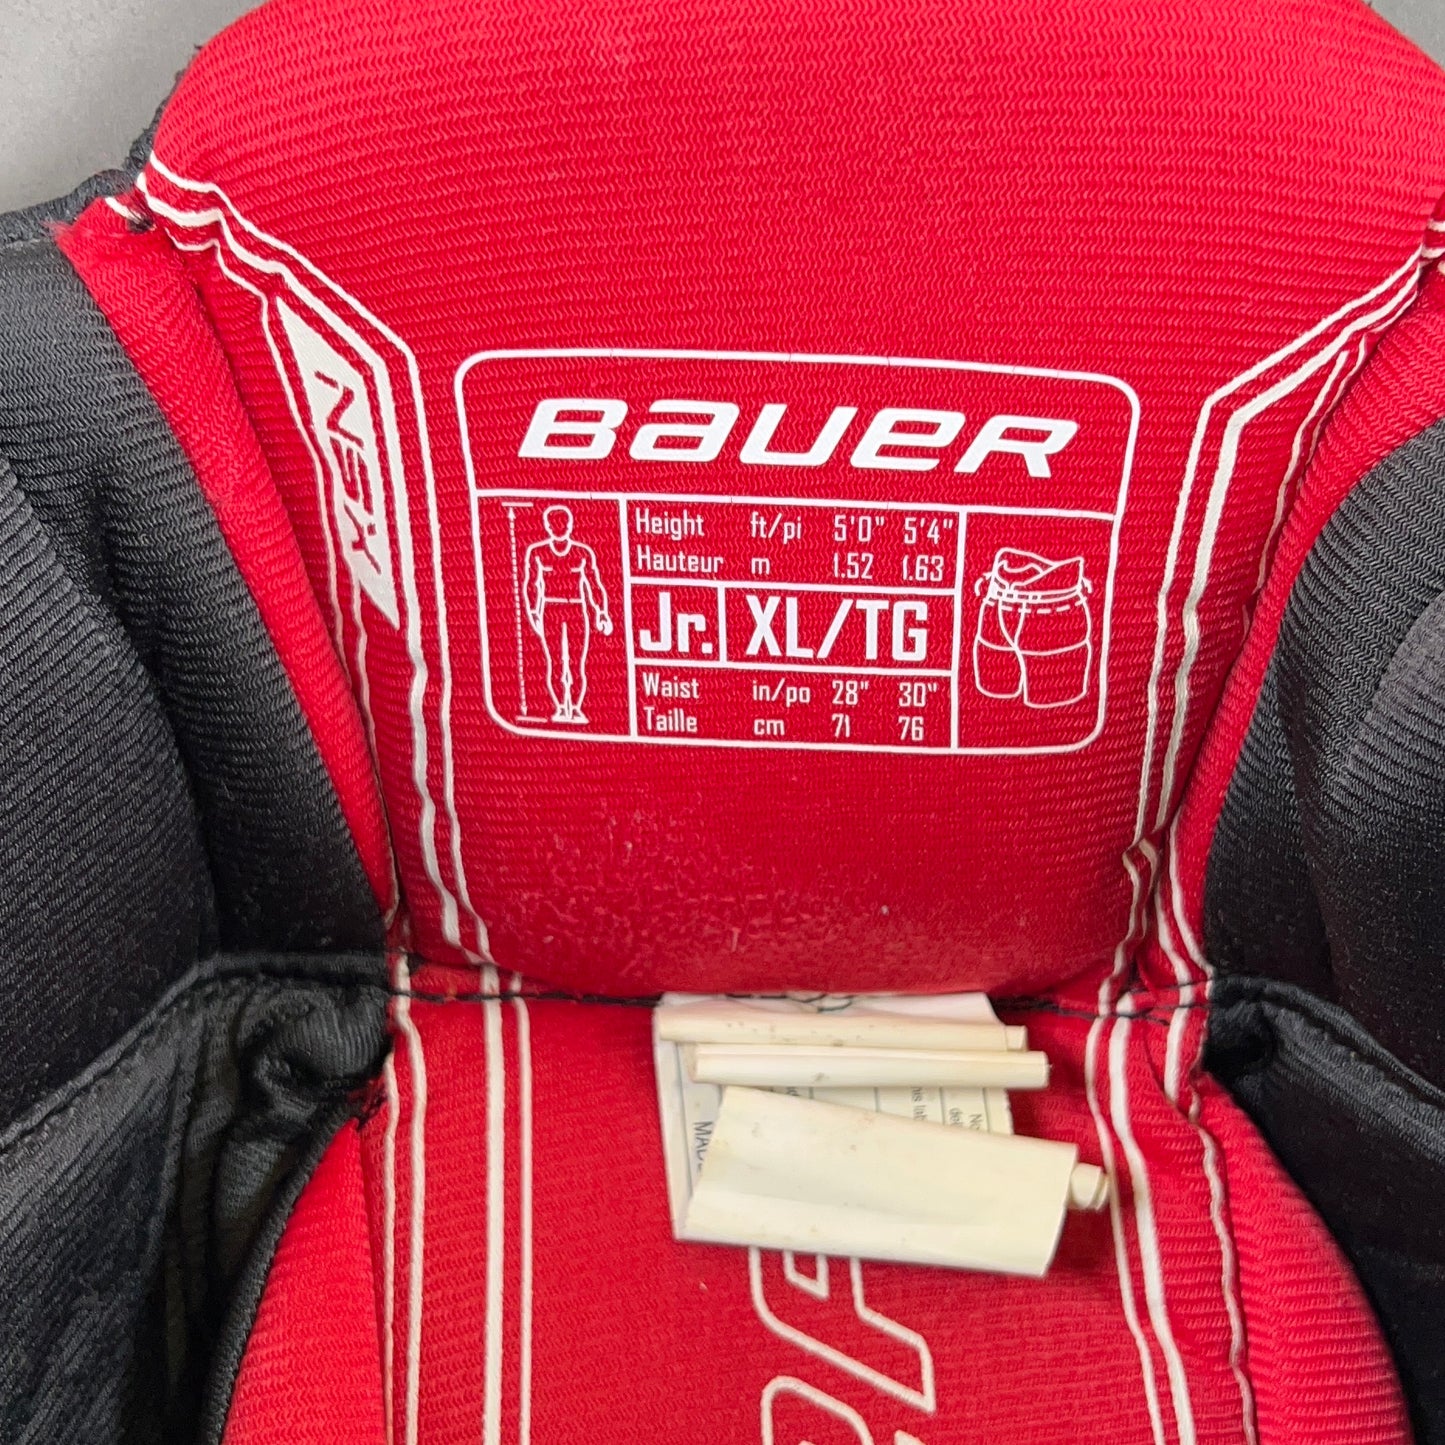 NSX
BAUER
Height ft/pi 5'0" 5'4"
Hauteur m 1.52 1.63
Jr. XL/TG
Waist in/po 28" 30"
Taille cm 71 76